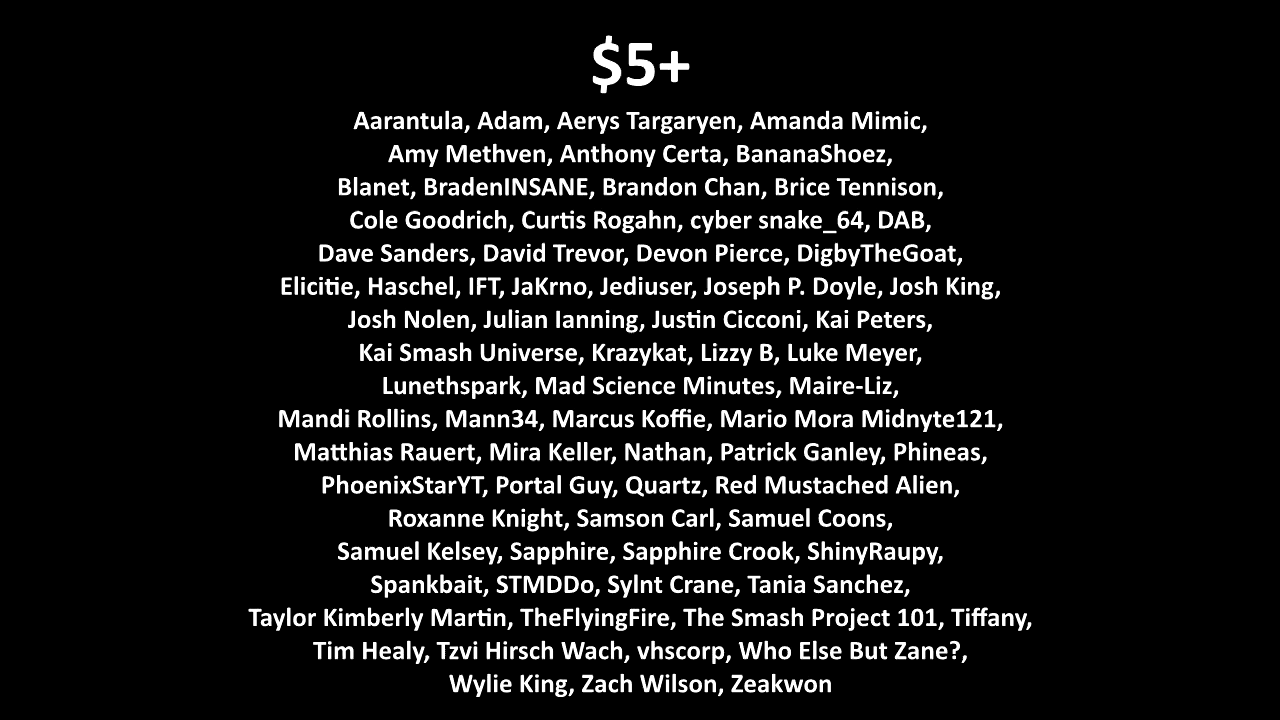 $5+
Aarantula, Adam, Aerys Targaryen, Amanda Mimic,
Amy Methven, Anthony Certa, BananaShoez,
Blanet, BradenINSANE, Brandon Chan, Brice Tennison,
Cole Goodrich, Curtis Rogahn, cyber snake_64, DAB,
Dave Sanders, David Trevor, Devon Pierce, DigbyTheGoat,
Elicitie, Haschel, IFT, JaKrno, Jediuser, Joseph P. Doyle, Josh King,
Josh Nolen, Julian Ianning, Justin Cicconi, Kai Peters,
Kai Smash Universe, Krazykat, Lizzy B, Luke Meyer,
Lunethspark, Mad Science Minutes, Maire-Liz,
Mandi Rollins, Mann34, Marcus Koffie, Mario Mora Midnyte121,
Matthias Rauert, Mira Keller, Nathan, Patrick Ganley, Phineas,
PhoenixStarYT, Portal Guy, Quartz, Red Mustached Alien,
Roxanne Knight, Samson Carl, Samuel Coons,
Samuel Kelsey, Sapphire, Sapphire Crook, ShinyRaupy,
Spankbait, STMDDo, Sylnt Crane, Tania Sanchez,
Taylor Kimberly Martin, TheFlyingFire, The Smash Project 101, Tiffany,
Tim Healy, Tzvi Hirsch Wach, vhscorp, Who Else But Zane?,
Wylie King, Zach Wilson, Zeakwon